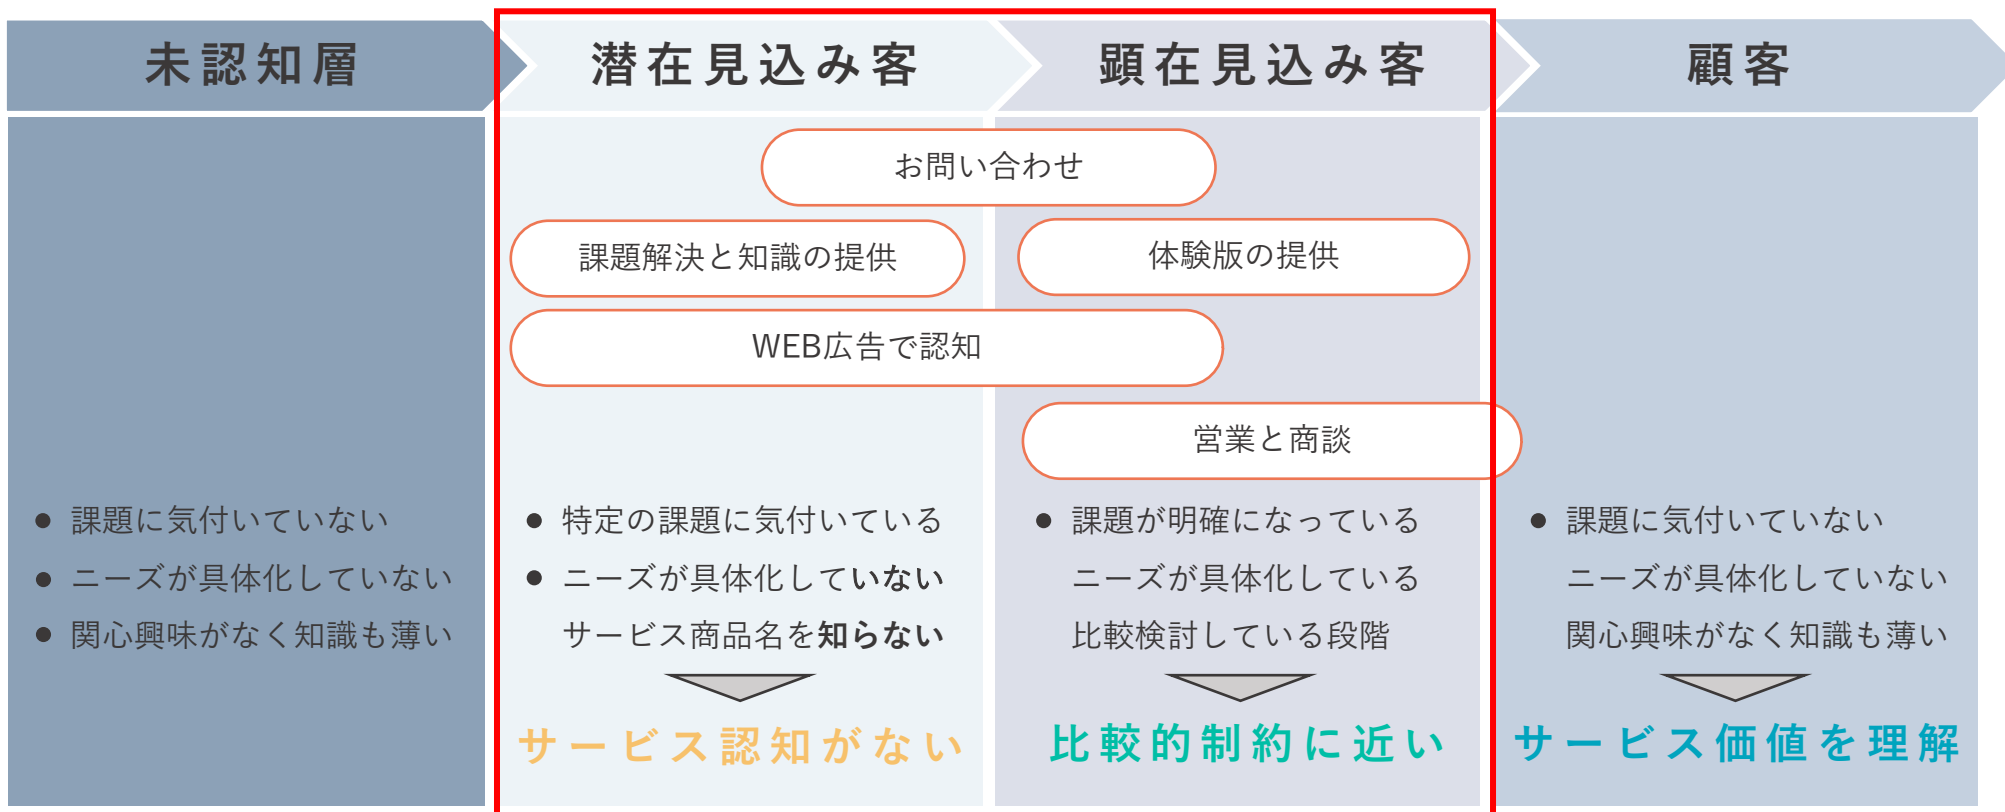 未認知層
潜在見込み客
顕在見込み客
顧客
お問い合わせ
課題解決と知識の提供
体験版の提供
WEB広告で認知
営業と商談
● 課題に気付いていない
● ニーズが具体化していない
● 関心興味がなく知識も薄い
● 特定の課題に気付いている
● ニーズが具体化していない
サービス商品名を知らない
サービス認知がない
● 課題が明確になっている
ニーズが具体化している
比較検討している段階
比較的制約に近い
● 課題に気付いていない
ニーズが具体化していない
関心興味がなく知識も薄い
サービス価値を理解